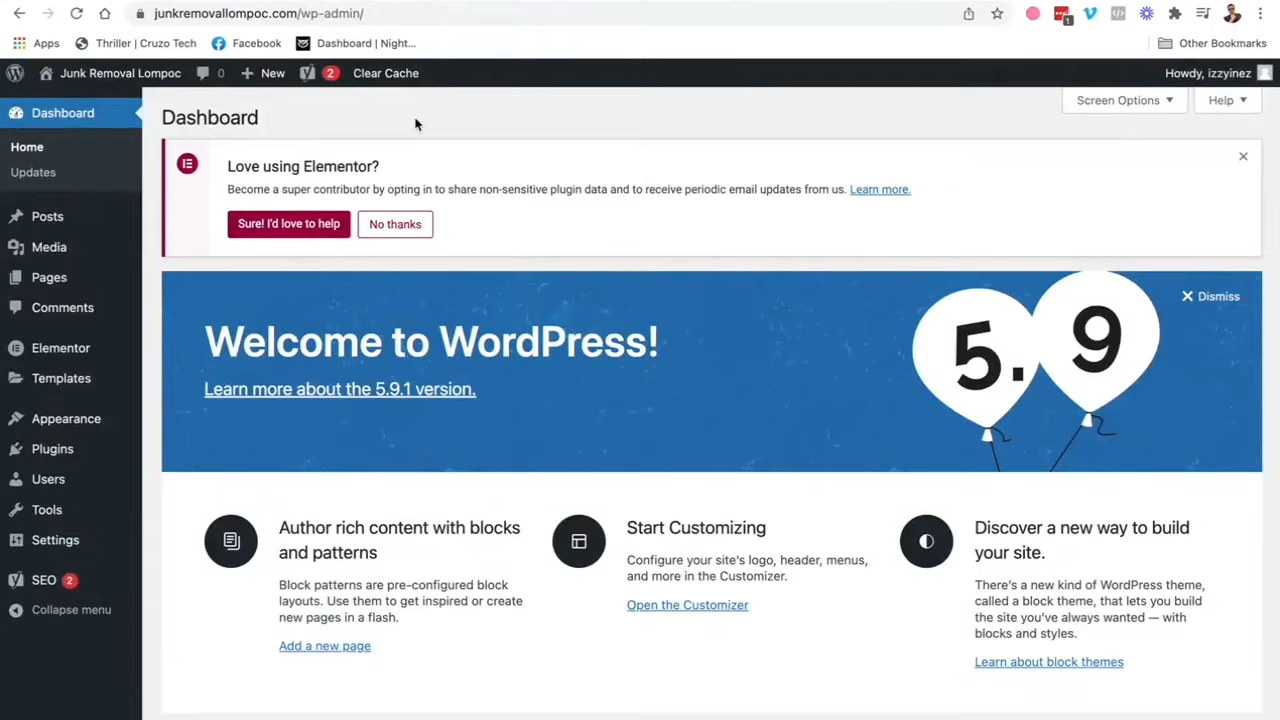 junkremovallompoc.com/wp-admin/
1
Apps
Thriller | Cruzo Tech
Facebook
Dashboard | Night...
Other Bookmarks
Junk Removal Lompoc
0
New
2
Clear Cache
Howdy, izzyinez
Dashboard
Home
Updates
Posts
Media
Pages
Comments
Elementor
Templates
Appearance
Plugins
Users
Tools
Settings
SEO 2
Collapse menu
Dashboard
Screen Options
Help
Love using Elementor?
Become a super contributor by opting in to share non-sensitive plugin data and to receive periodic email updates from us. Learn more.
Sure! I'd love to help
No thanks
Welcome to WordPress!
Learn more about the 5.9.1 version.
5.9
Dismiss
Author rich content with blocks
and patterns
Block patterns are pre-configured block
layouts. Use them to get inspired or create
new pages in a flash.
Add a new page
Start Customizing
Configure your site's logo, header, menus,
and more in the Customizer.
Open the Customizer
Discover a new way to build
your site.
There's a new kind of WordPress theme,
called a block theme, that lets you build
the site you've always wanted — with
blocks and styles.
Learn about block themes